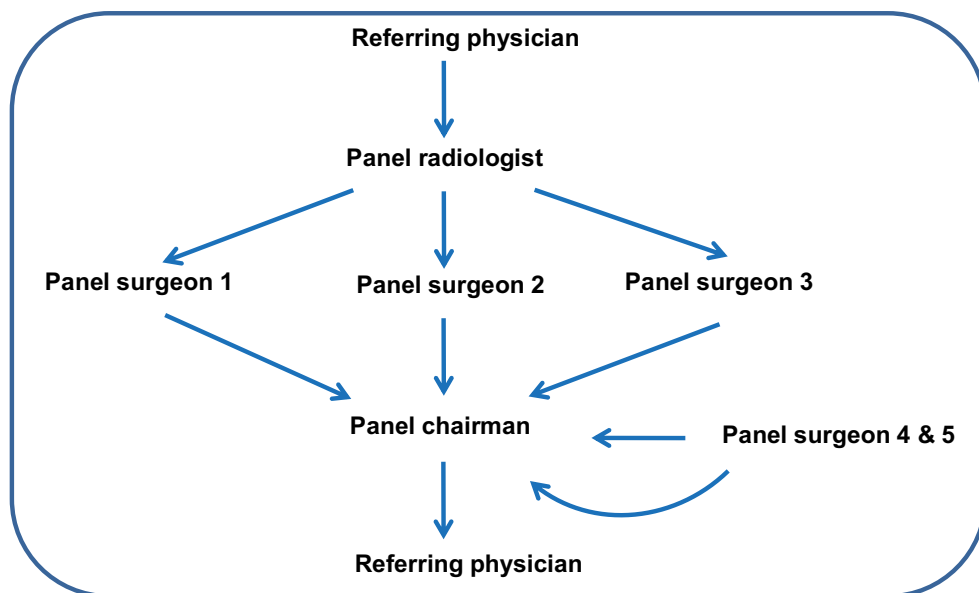 Referring physician
Panel radiologist
Panel surgeon 1
Panel surgeon 2
Panel surgeon 3
Panel chairman
Panel surgeon 4 & 5
Referring physician